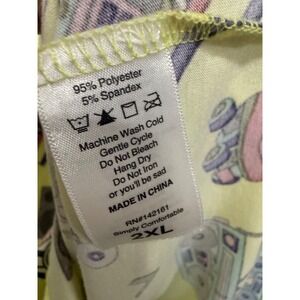 95% Polyester
5% Spandex
Machine Wash Cold
Gentle Cycle
Do Not Bleach
Hang Dry
Do Not Iron
or you'll be sad
MADE IN CHINA
RN#142161
Simply Comfortable
2XL